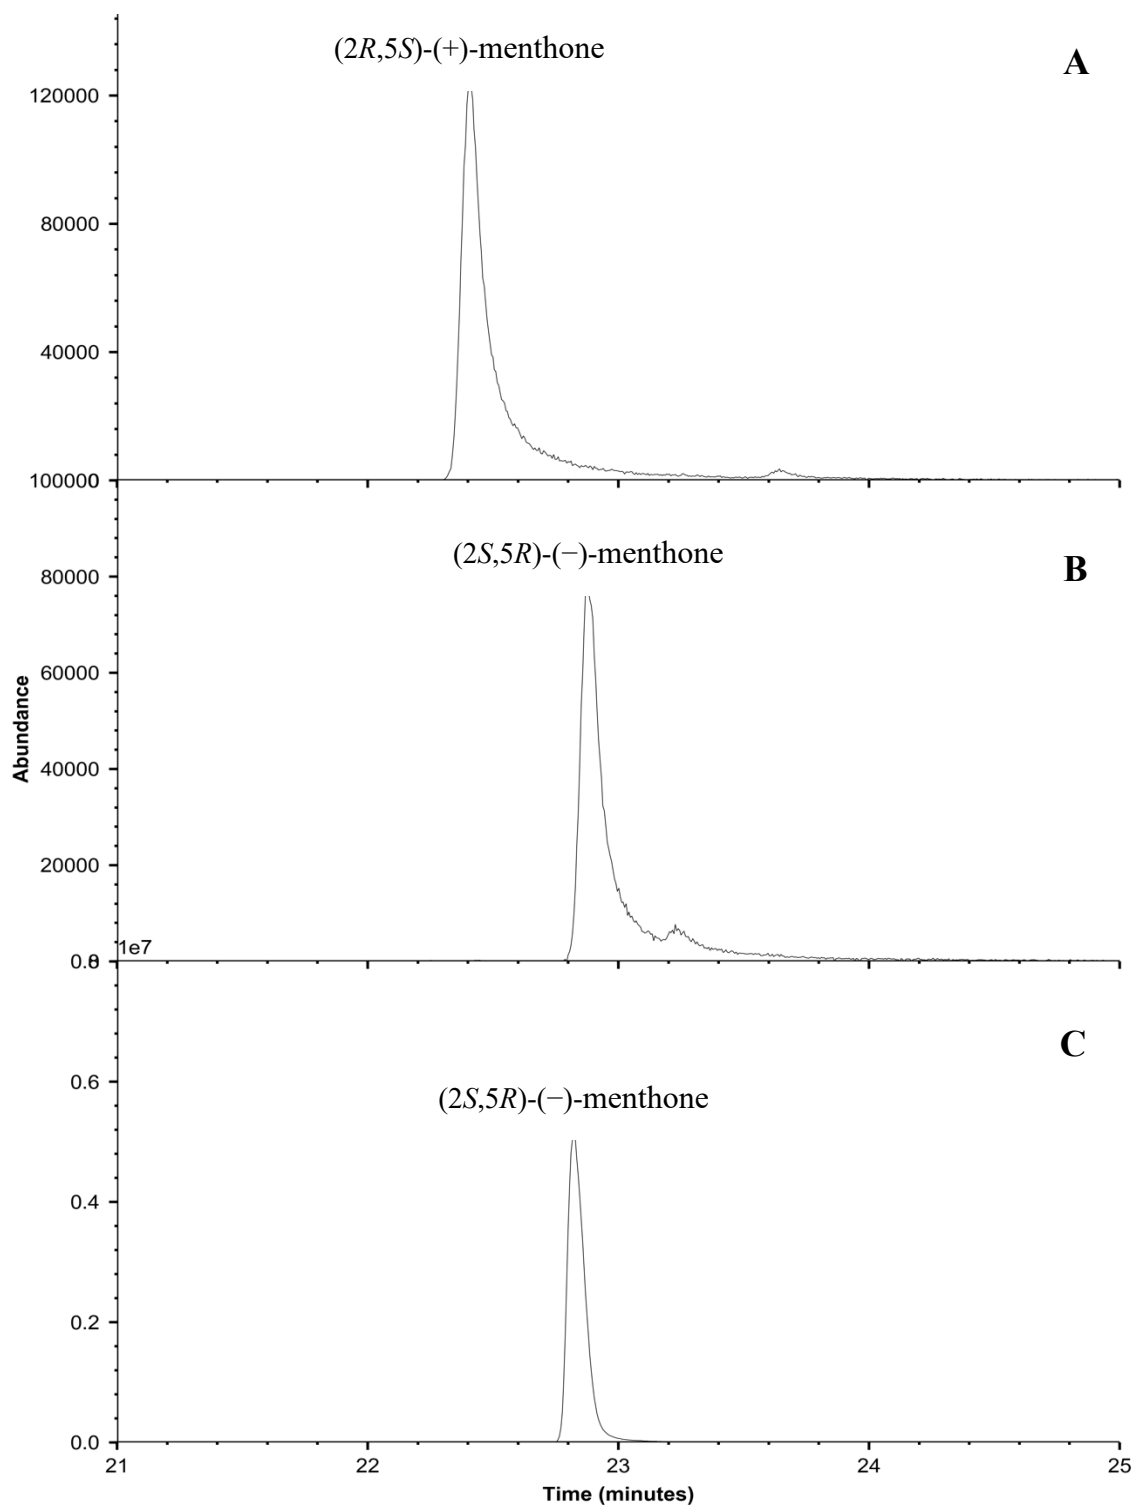 (2R,5S)-(+)-menthone
A
120000
80000
40000
100000
(2S,5R)-(−)-menthone
B
80000
60000
40000
20000
1e7
0.8
C
(2S,5R)-(−)-menthone
0.6
0.4
0.2
0.0
21
22
23
24
25
Abundance
Time (minutes)